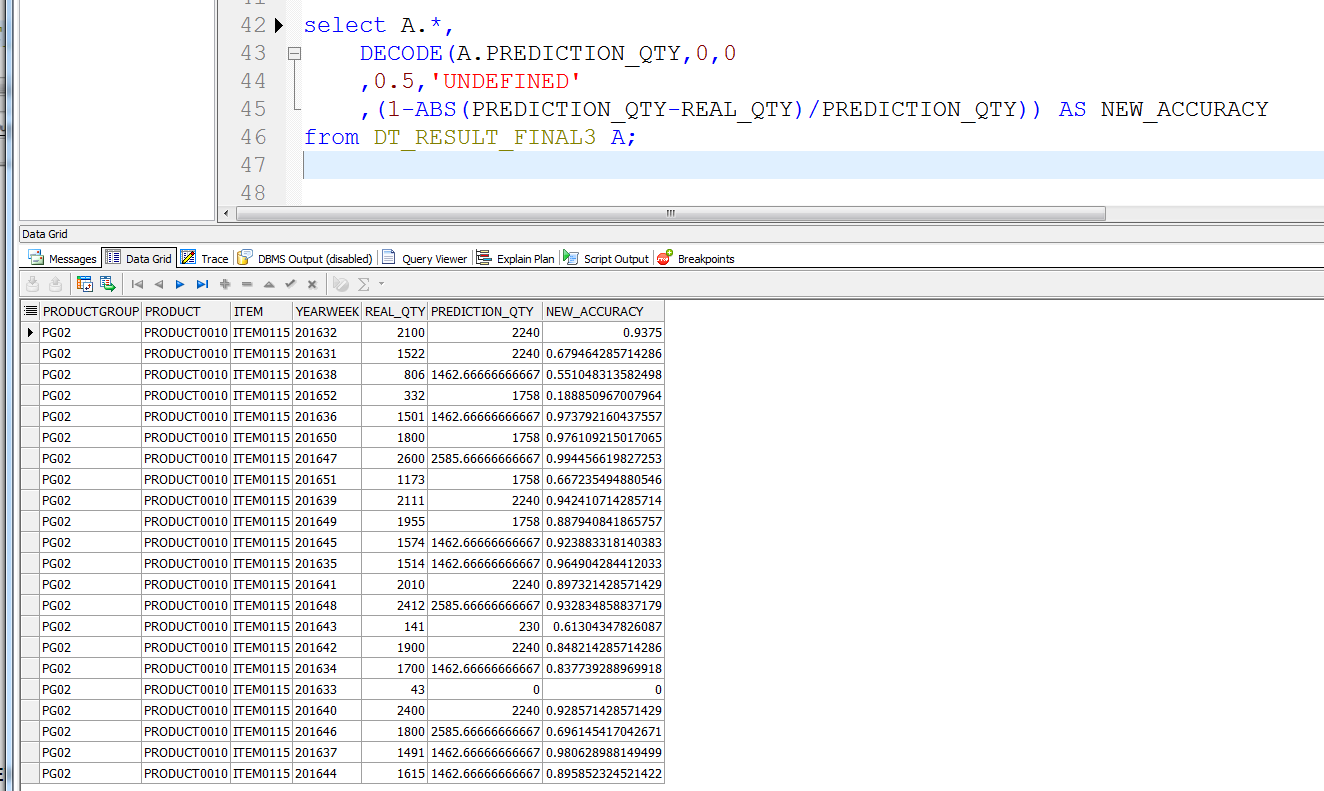 42 select A.*,
43 DECODE(A.PREDICTION_QTY,0,0
44 ,0.5,'UNDEFINED'
45 ,(1-ABS(PREDICTION_QTY-REAL_QTY)/PREDICTION_QTY)) AS NEW_ACCURACY
46 from DT_RESULT_FINAL3 A;
47
48
Data Grid
Messages Data Grid Trace DBMS Output (disabled) Query Viewer Explain Plan Script Output Breakpoints
PRODUCTGROUP PRODUCT ITEM YEARWEEK REAL_QTY PREDICTION_QTY NEW_ACCURACY
PG02 PRODUCT0010 ITEM0115 201632 2100 2240 0.9375
PG02 PRODUCT0010 ITEM0115 201631 1522 2240 0.679464285714286
PG02 PRODUCT0010 ITEM0115 201638 806 1462.66666666667 0.551048313582498
PG02 PRODUCT0010 ITEM0115 201652 332 1758 0.188850967007964
PG02 PRODUCT0010 ITEM0115 201636 1501 1462.66666666667 0.973792160437557
PG02 PRODUCT0010 ITEM0115 201650 1800 1758 0.976109215017065
PG02 PRODUCT0010 ITEM0115 201647 2600 2585.66666666667 0.994456619827253
PG02 PRODUCT0010 ITEM0115 201651 1173 1758 0.667235494880546
PG02 PRODUCT0010 ITEM0115 201639 2111 2240 0.942410714285714
PG02 PRODUCT0010 ITEM0115 201649 1955 1758 0.887940841865757
PG02 PRODUCT0010 ITEM0115 201645 1574 1462.66666666667 0.923883318140383
PG02 PRODUCT0010 ITEM0115 201635 1514 1462.66666666667 0.964904284412033
PG02 PRODUCT0010 ITEM0115 201641 2010 2240 0.897321428571429
PG02 PRODUCT0010 ITEM0115 201648 2412 2585.66666666667 0.932834858837179
PG02 PRODUCT0010 ITEM0115 201643 141 230 0.61304347826087
PG02 PRODUCT0010 ITEM0115 201642 1900 2240 0.848214285714286
PG02 PRODUCT0010 ITEM0115 201634 1700 1462.66666666667 0.837739288969918
PG02 PRODUCT0010 ITEM0115 201633 43 0 0
PG02 PRODUCT0010 ITEM0115 201640 2400 2240 0.928571428571429
PG02 PRODUCT0010 ITEM0115 201646 1800 2585.66666666667 0.696145417042671
PG02 PRODUCT0010 ITEM0115 201637 1491 1462.66666666667 0.980628988149499
PG02 PRODUCT0010 ITEM0115 201644 1615 1462.66666666667 0.895852324521422